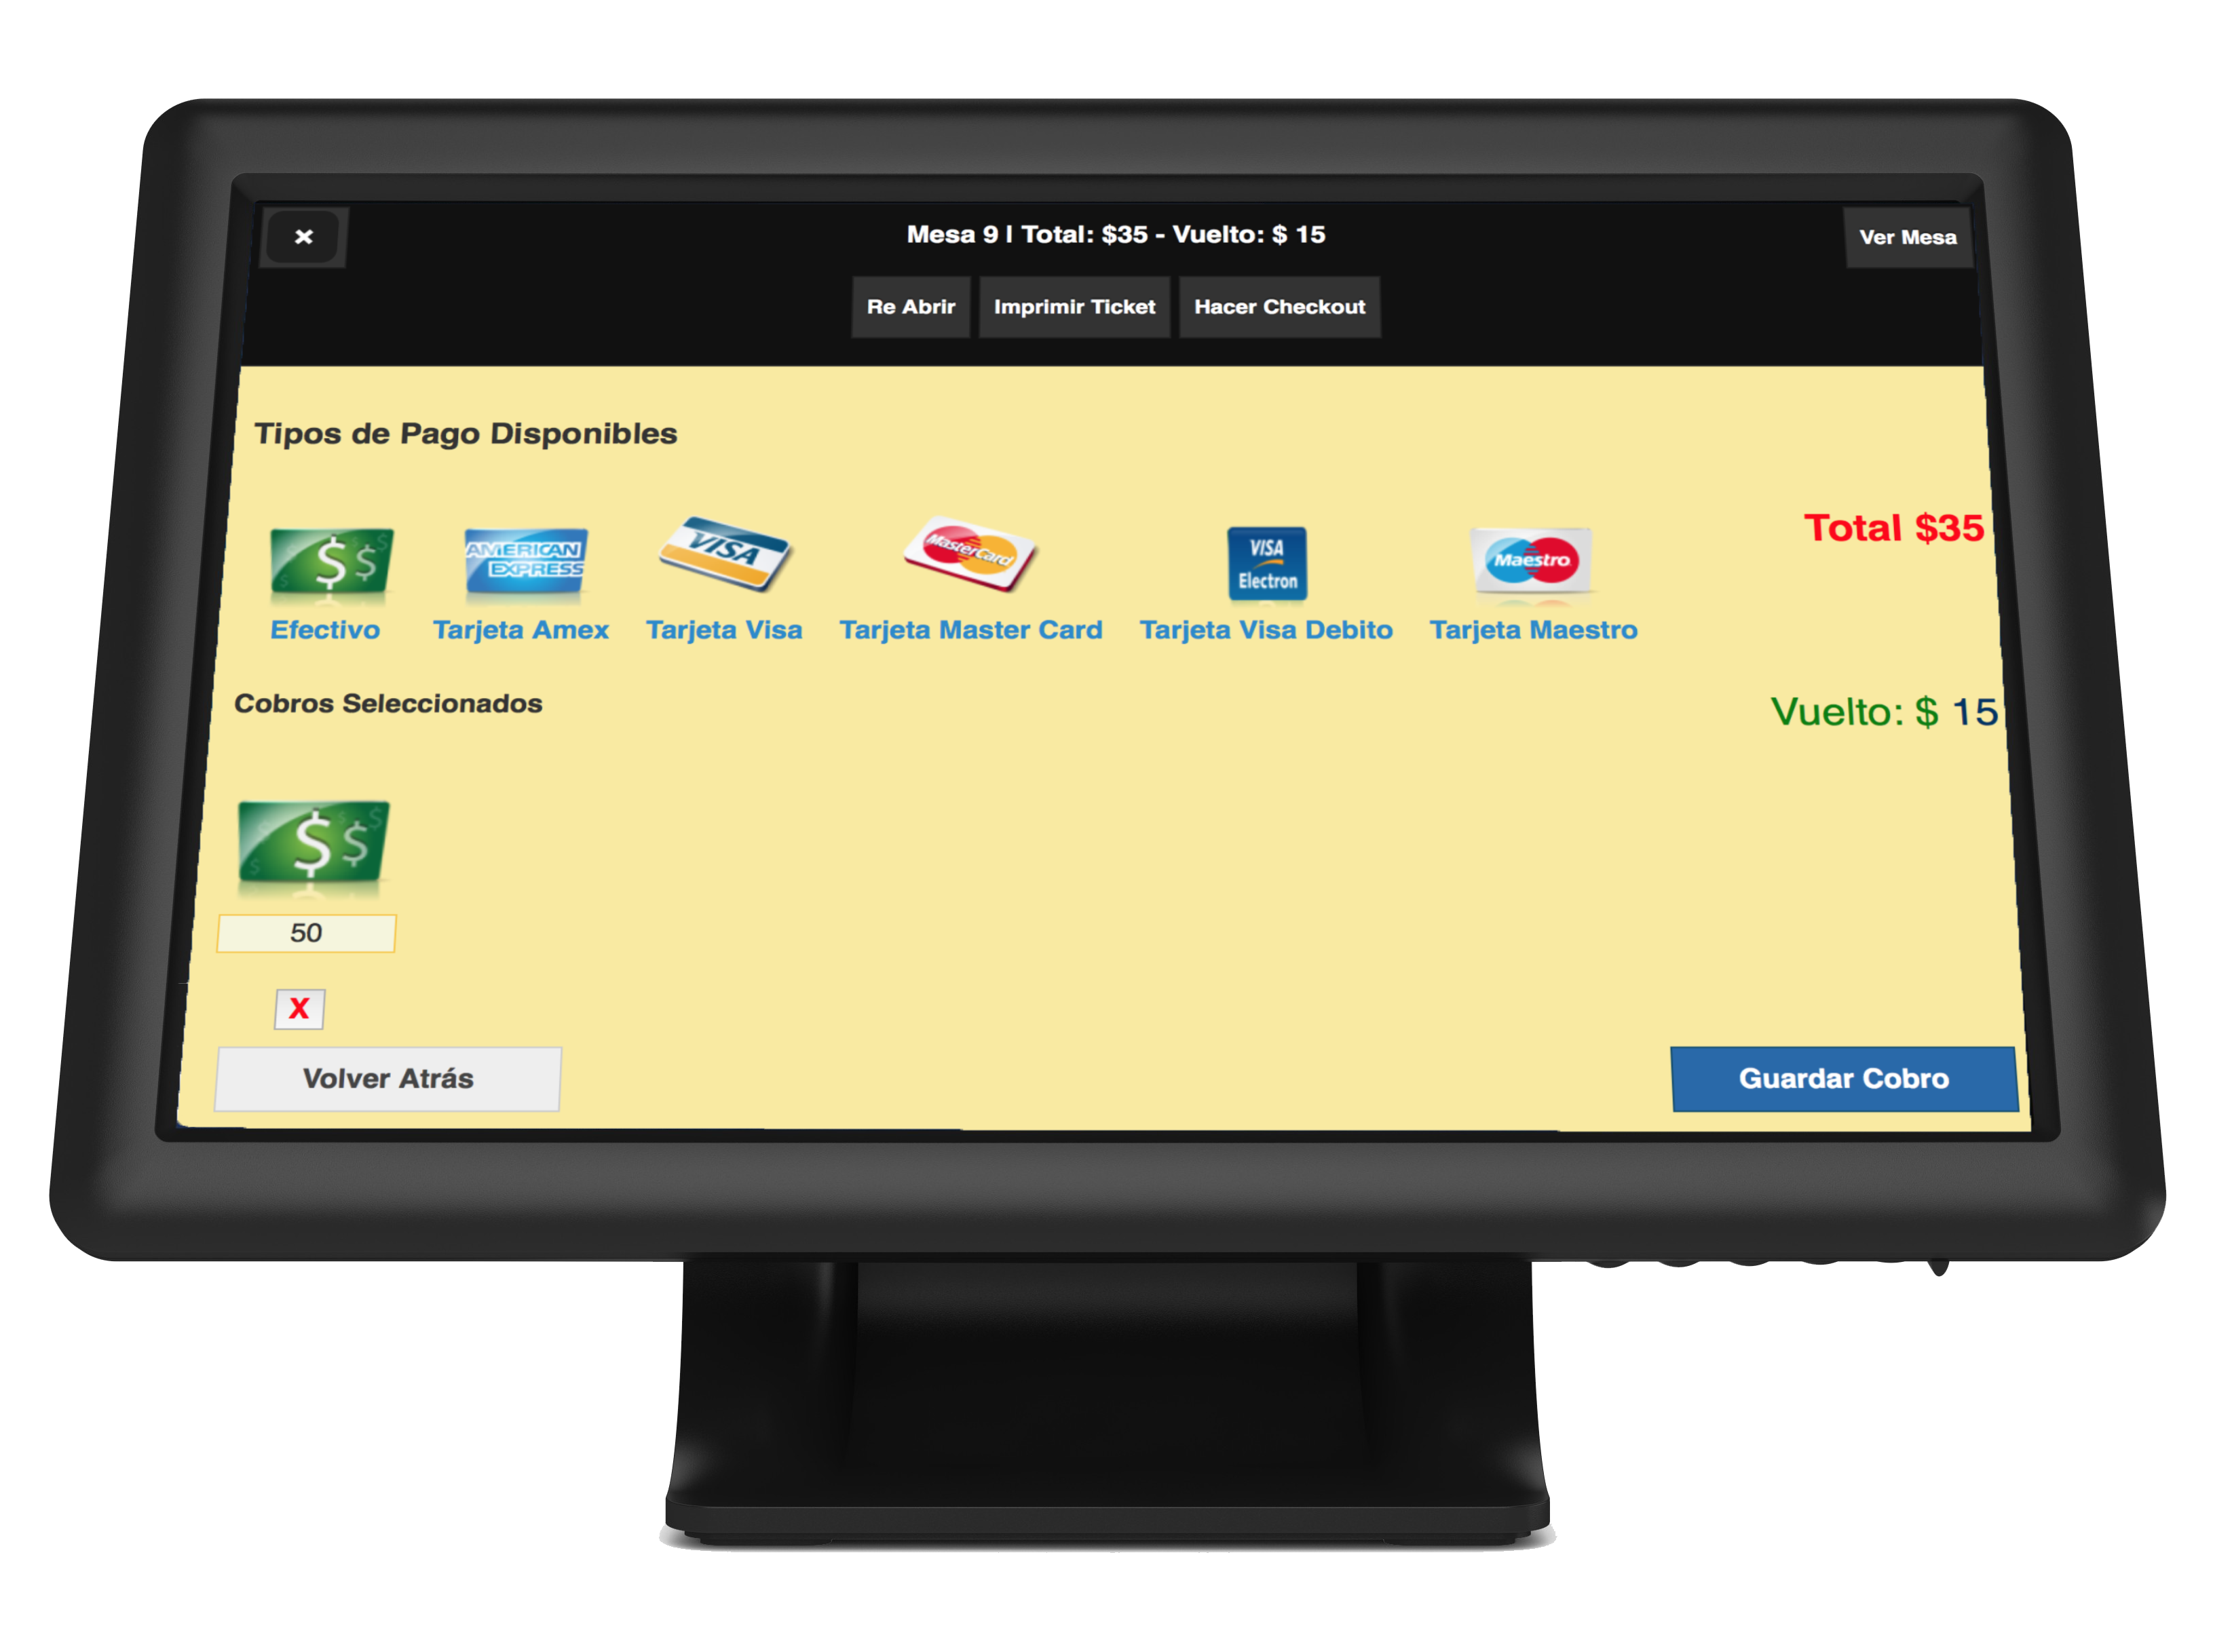 ×
Mesa 9 | Total: $35 - Vuelto: $ 15
Ver Mesa
Re Abrir
Imprimir Ticket
Hacer Checkout
Tipos de Pago Disponibles
$ $
AMERICAN
EXPRESS
VISA
MasterCard
VISA
Electron
Maestro
Total $35
Efectivo
Tarjeta Amex
Tarjeta Visa
Tarjeta Master Card
Tarjeta Visa Debito
Tarjeta Maestro
Cobros Seleccionados
Vuelto: $ 15
$ $
50
X
Volver Atrás
Guardar Cobro